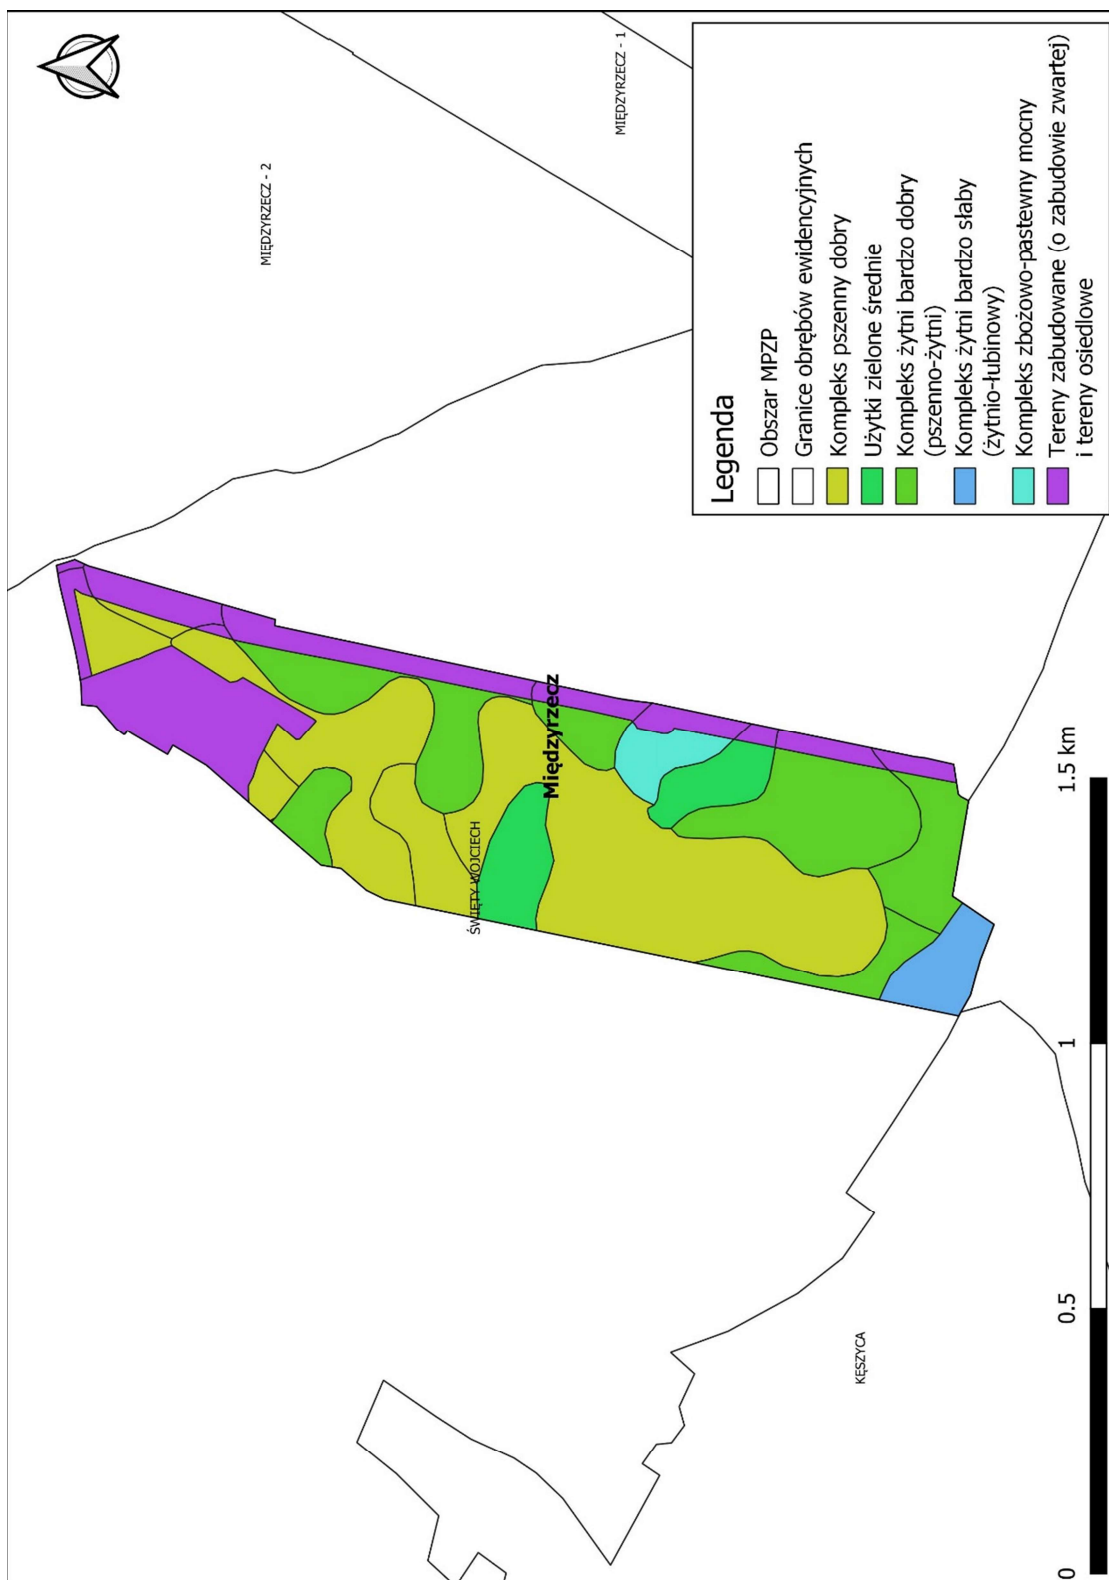 MIĘDZYRZECZ - 2
MIĘDZYRZECZ - 1
Międzyrzecz
ŚWIĘTY WOJCIECH
KĘSZYCA
Legenda
Obszar MPZP
Granice obrębów ewidencyjnych
Kompleks pszenny dobry
Użytki zielone średnie
Kompleks żytni bardzo dobry
(pszenno-żytni)
Kompleks żytni bardzo słaby
(żytnio-łubinowy)
Kompleks zbożowo-pastewny mocny
Tereny zabudowane (o zabudowie zwartej)
i tereny osiedlowe
0
0.5
1
1.5 km